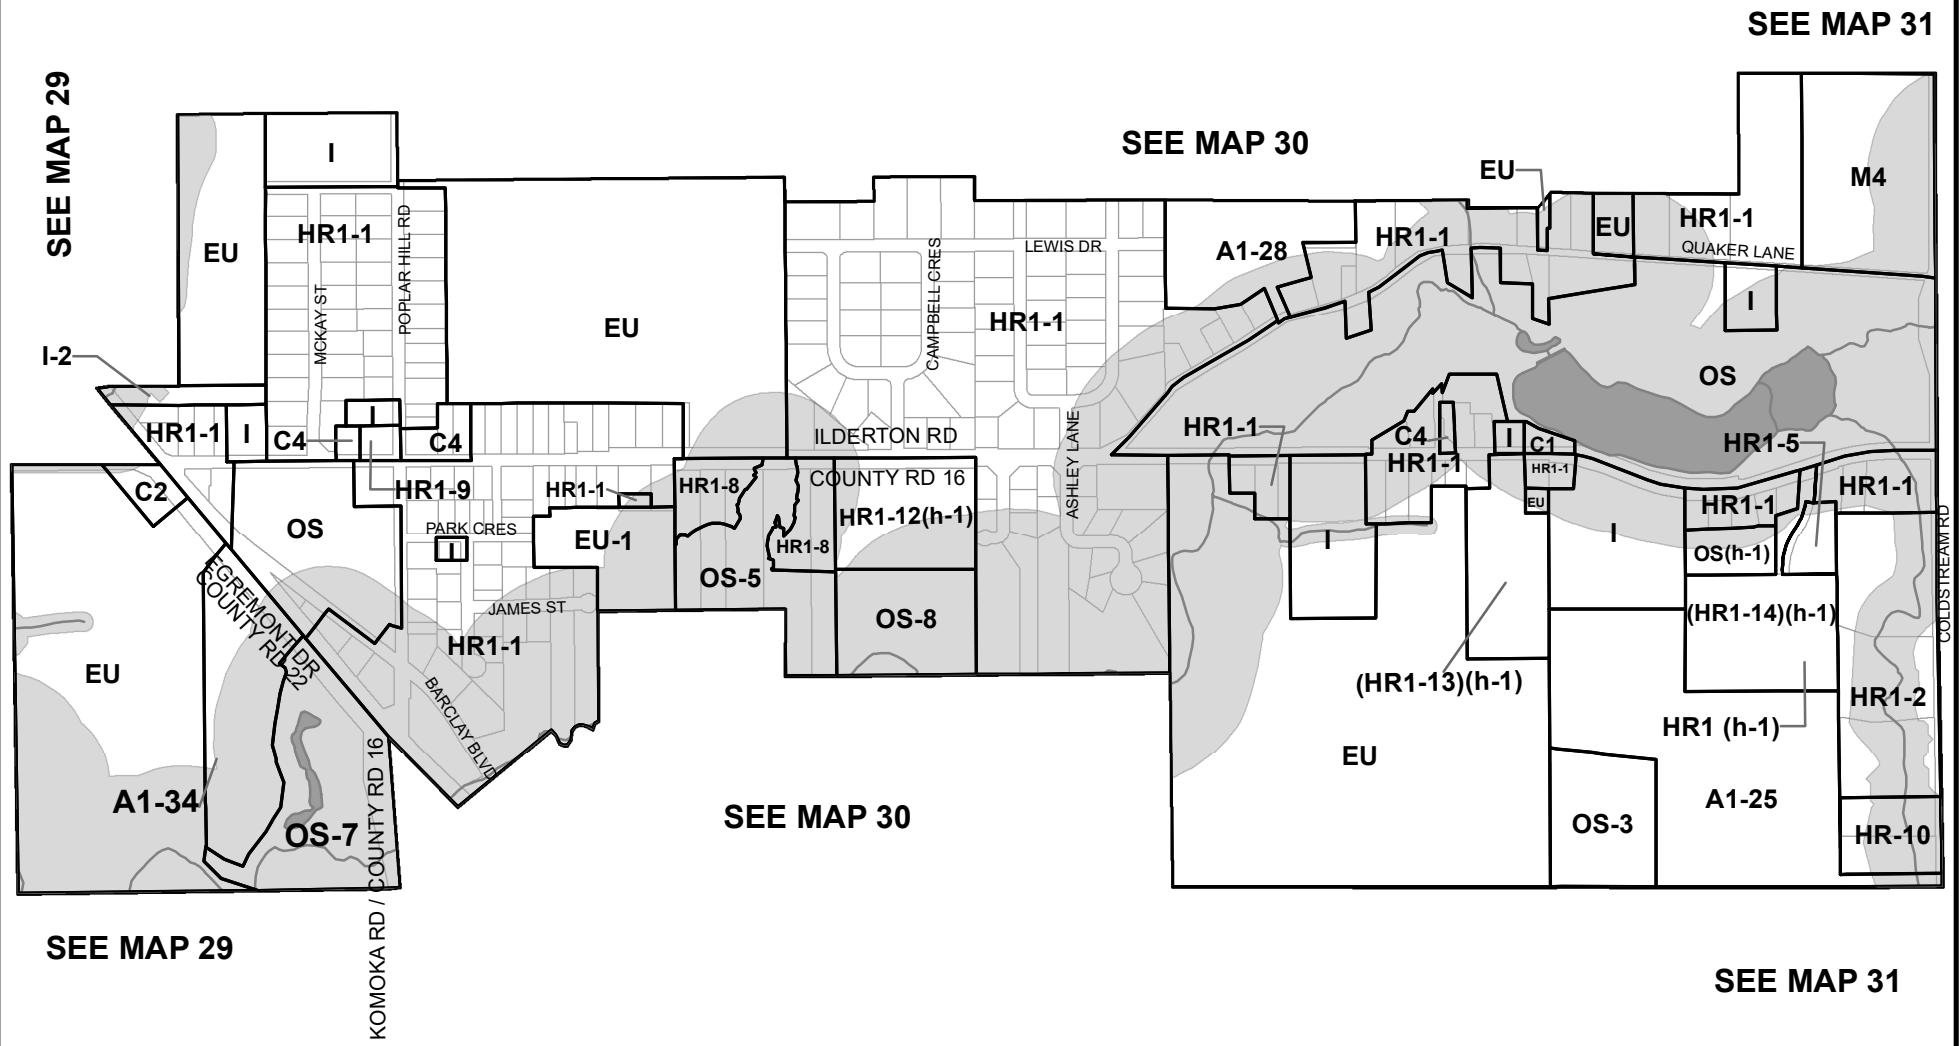 SEE MAP 31
SEE MAP 29
SEE MAP 30
I
EU
M4
EU
HR1-1
EU
HR1-1
HR1-1
A1-28
LEWIS DR
QUAKER LANE
POPLAR HILL RD
MCKAY ST
CAMPBELL CRES
EU
HR1-1
I
I-2
OS
I
HR1-1
I
C4
C4
ILDERTON RD
ASHLEY LANE
HR1-1
C4
I
C1
HR1-5
HR1-1
HR1-1
C2
HR1-9
HR1-1
HR1-8
COUNTY RD 16
HR1-12(h-1)
EU
HR1-1
HR1-1
OS
PARK CRES
I
EU-1
HR1-8
I
I
OS(h-1)
COLDSTREAM RD
EGREMONT DR
COUNTY RD 22
OS-5
JAMES ST
OS-8
(HR1-14)(h-1)
HR1-1
EU
(HR1-13)(h-1)
HR1-2
BARCLAY BLVD
HR1 (h-1)
EU
A1-34
A1-25
OS-7
OS-3
HR-10
SEE MAP 30
KOMOKA RD / COUNTY RD 16
SEE MAP 29
SEE MAP 31